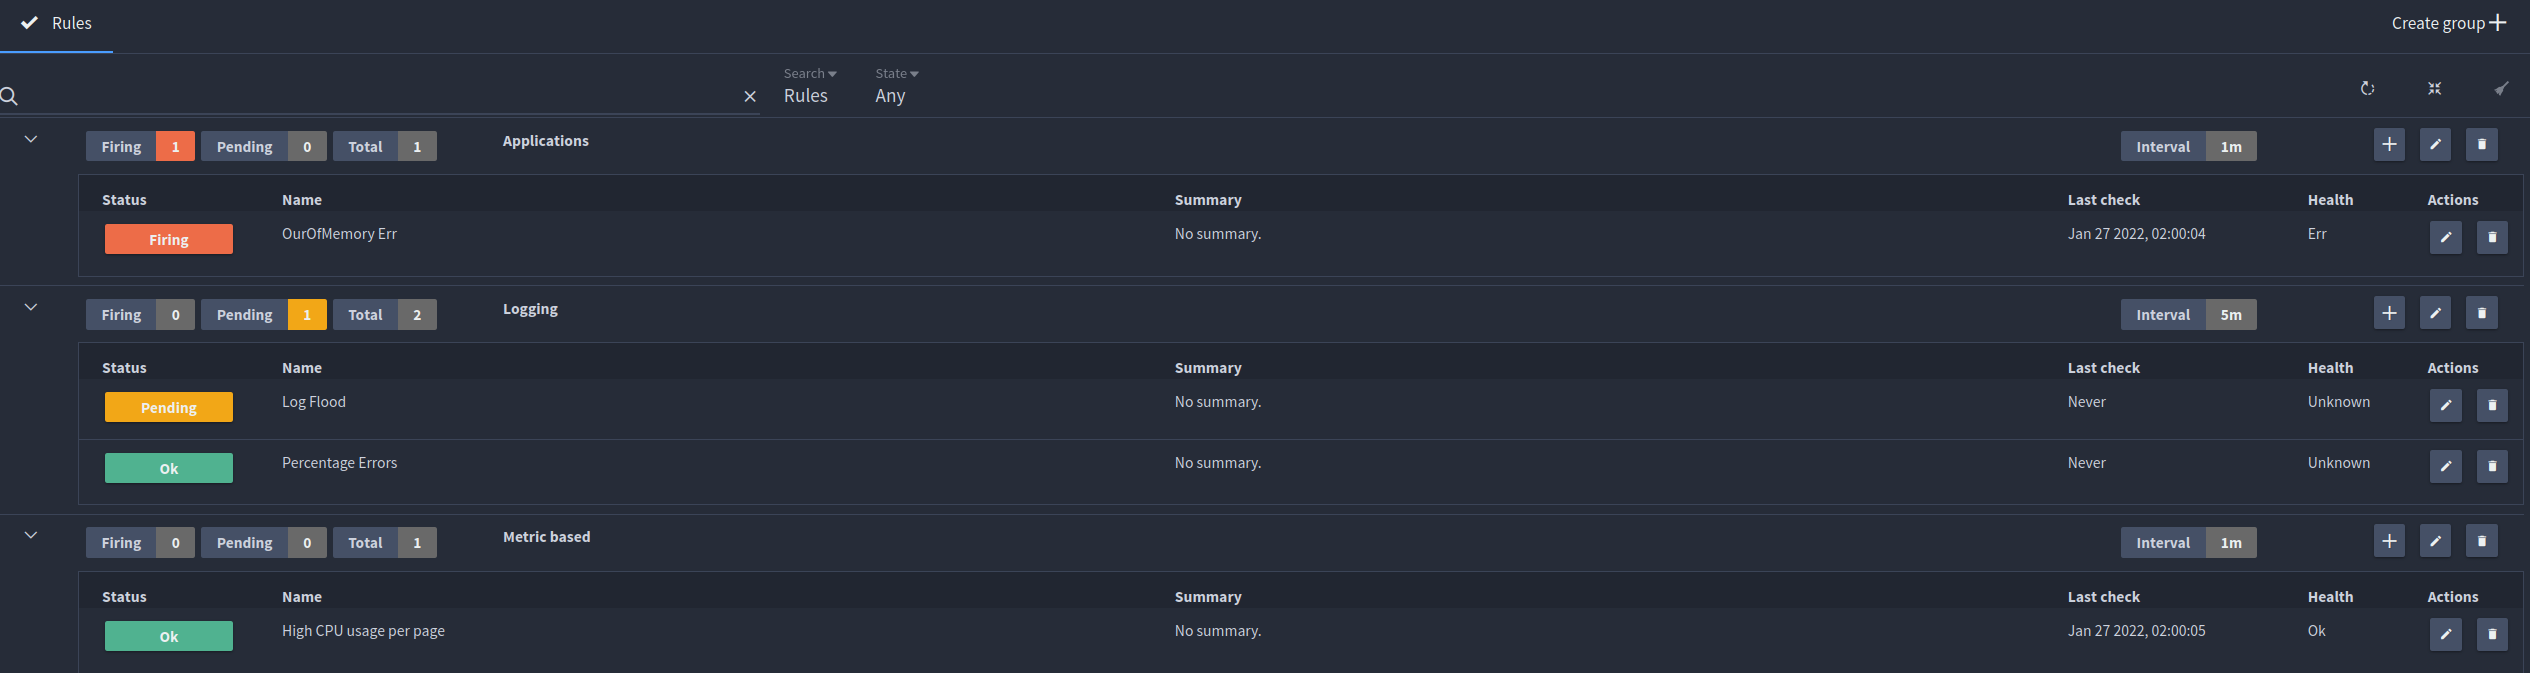 Rules Create group
Search State
Rules Any
Firing 1 Pending 0 Total 1 Applications Interval 1m
Status Name Summary Last check Health Actions
Firing OurOfMemory Err No summary. Jan 27 2022, 02:00:04 Err
Firing 0 Pending 1 Total 2 Logging Interval 5m
Status Name Summary Last check Health Actions
Pending Log Flood No summary. Never Unknown
Ok Percentage Errors No summary. Never Unknown
Firing 0 Pending 0 Total 1 Metric based Interval 1m
Status Name Summary Last check Health Actions
Ok High CPU usage per page No summary. Jan 27 2022, 02:00:05 Ok